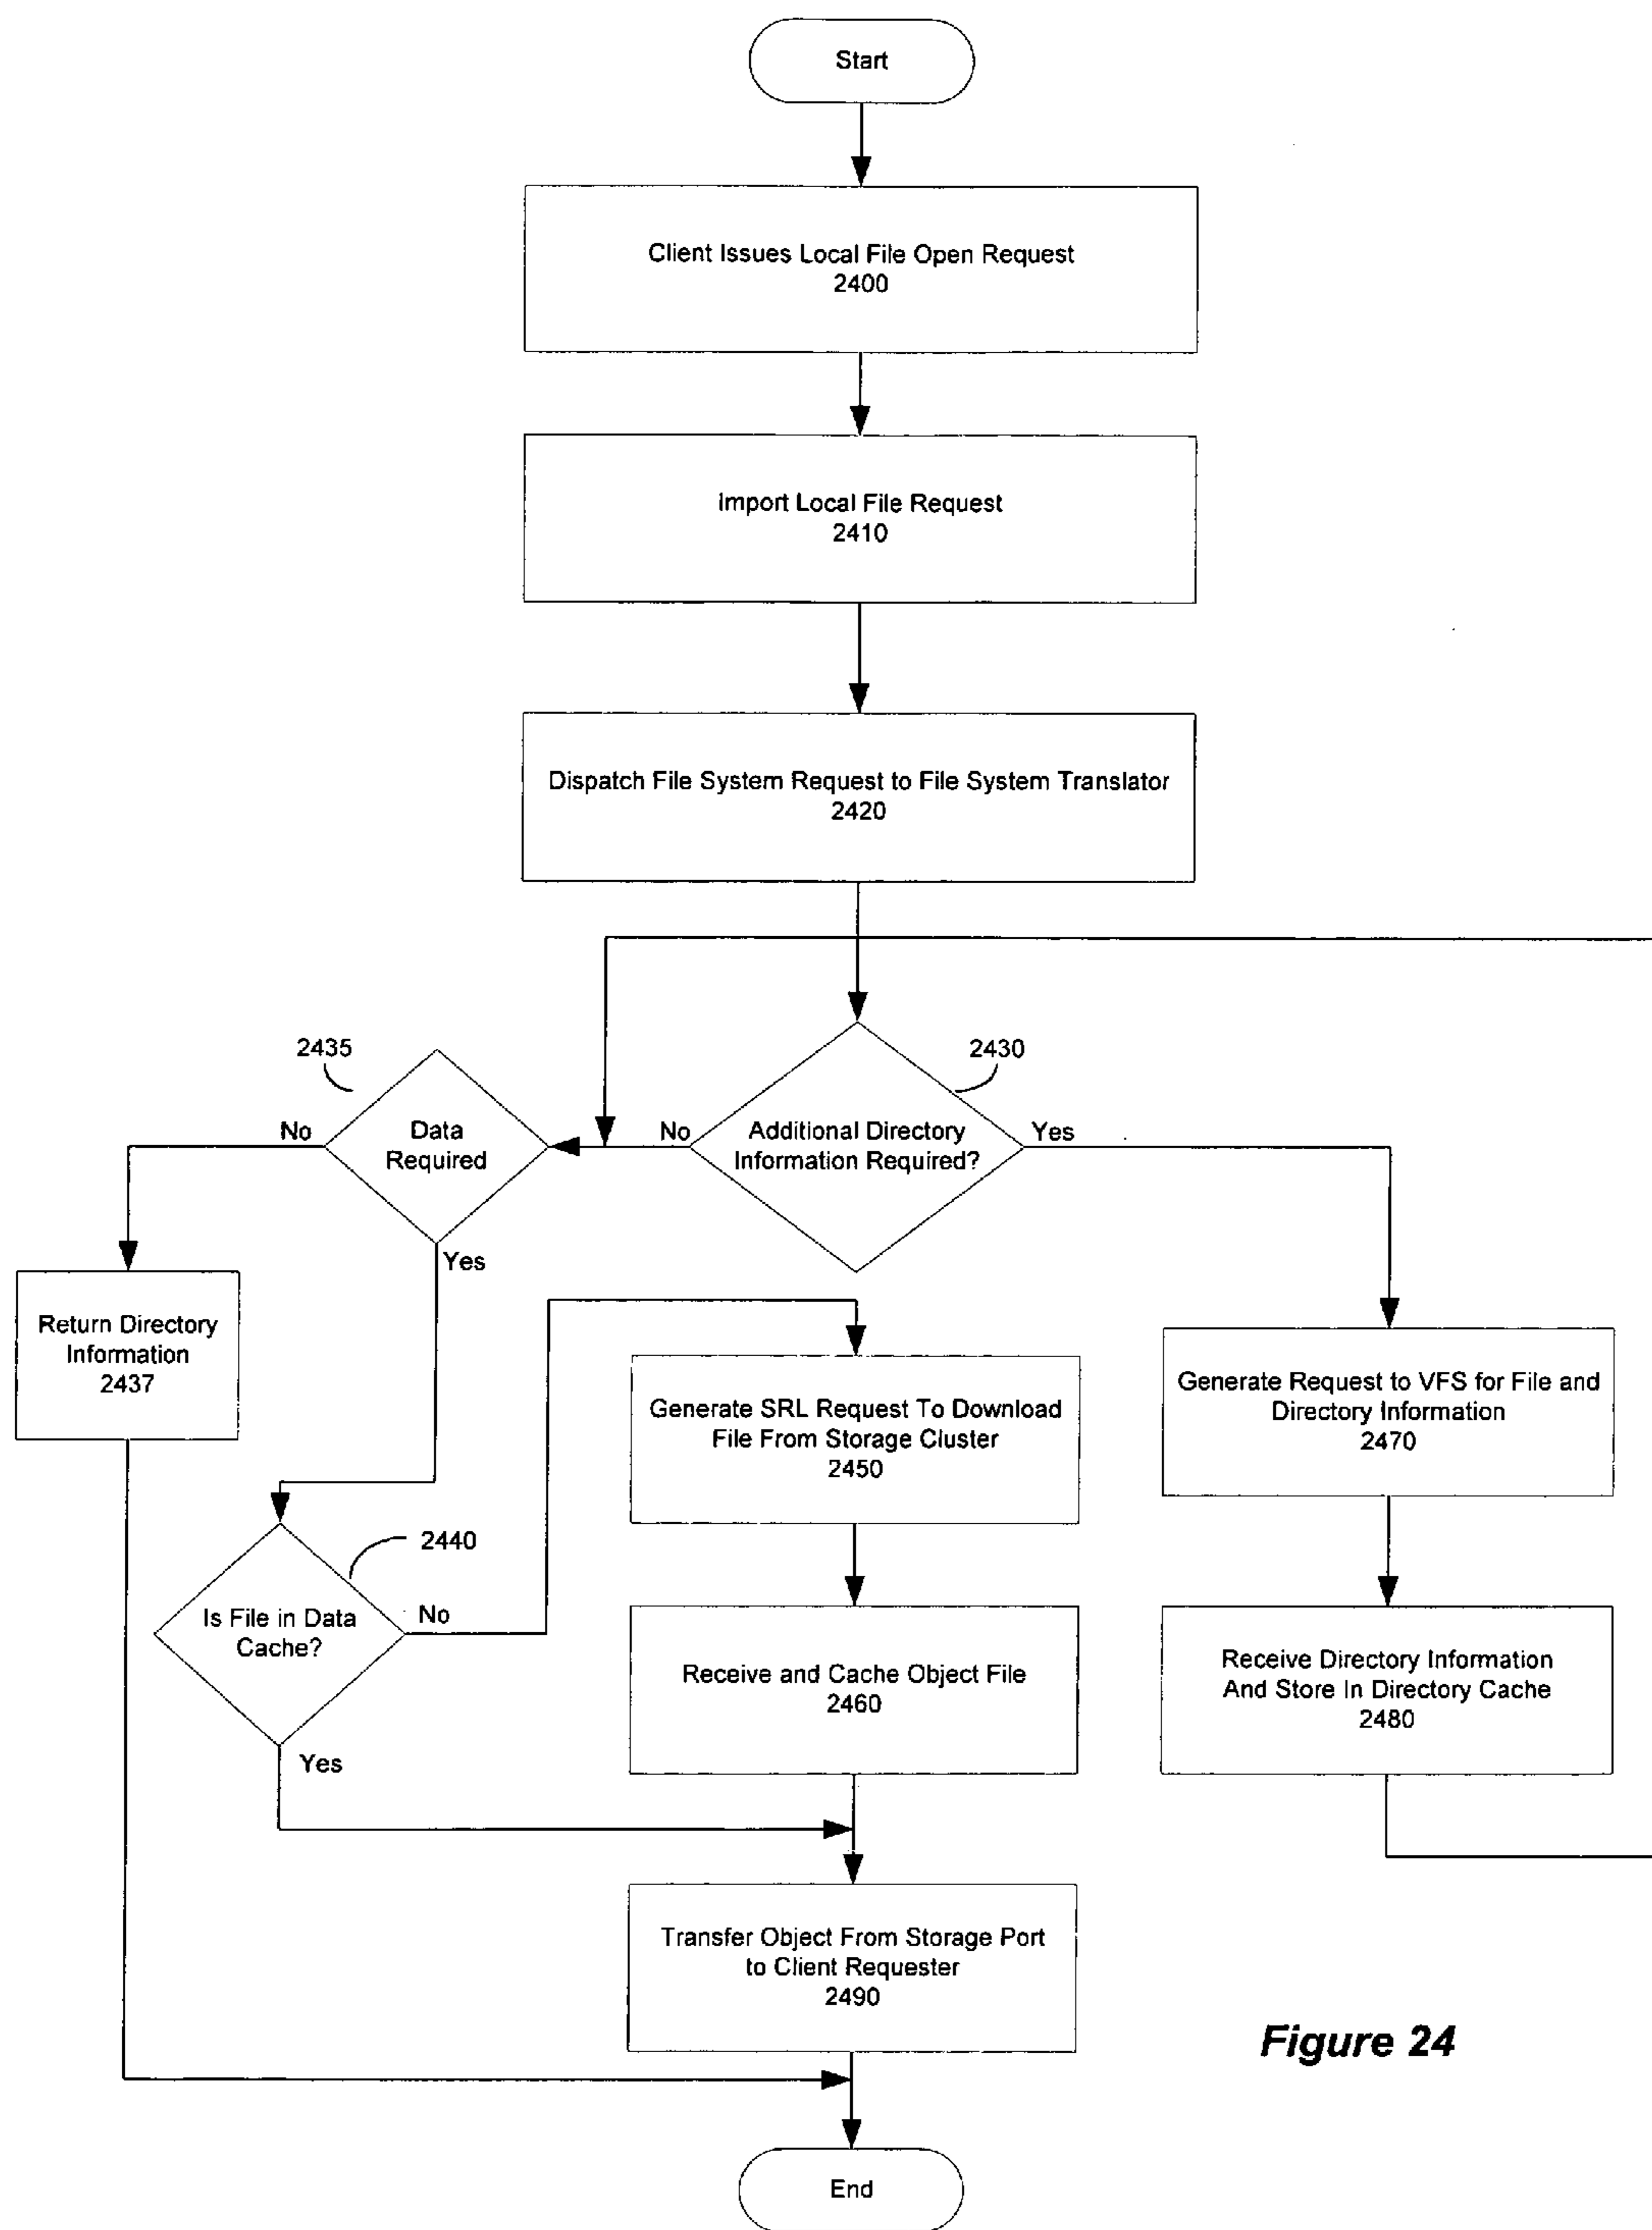 Start
Client Issues Local File Open Request
2400
Import Local File Request
2410
Dispatch File System Request to File System Translator
2420
2435
2430
No
Data
Required
No
Additional Directory
Information Required?
Yes
Yes
Return Directory
Information
2437
Generate SRL Request To Download
File From Storage Cluster
2450
Generate Request to VFS for File and
Directory Information
2470
2440
Is File in Data
Cache?
No
Yes
Receive and Cache Object File
2460
Receive Directory Information
And Store In Directory Cache
2480
Transfer Object From Storage Port
to Client Requester
2490
Figure 24
End